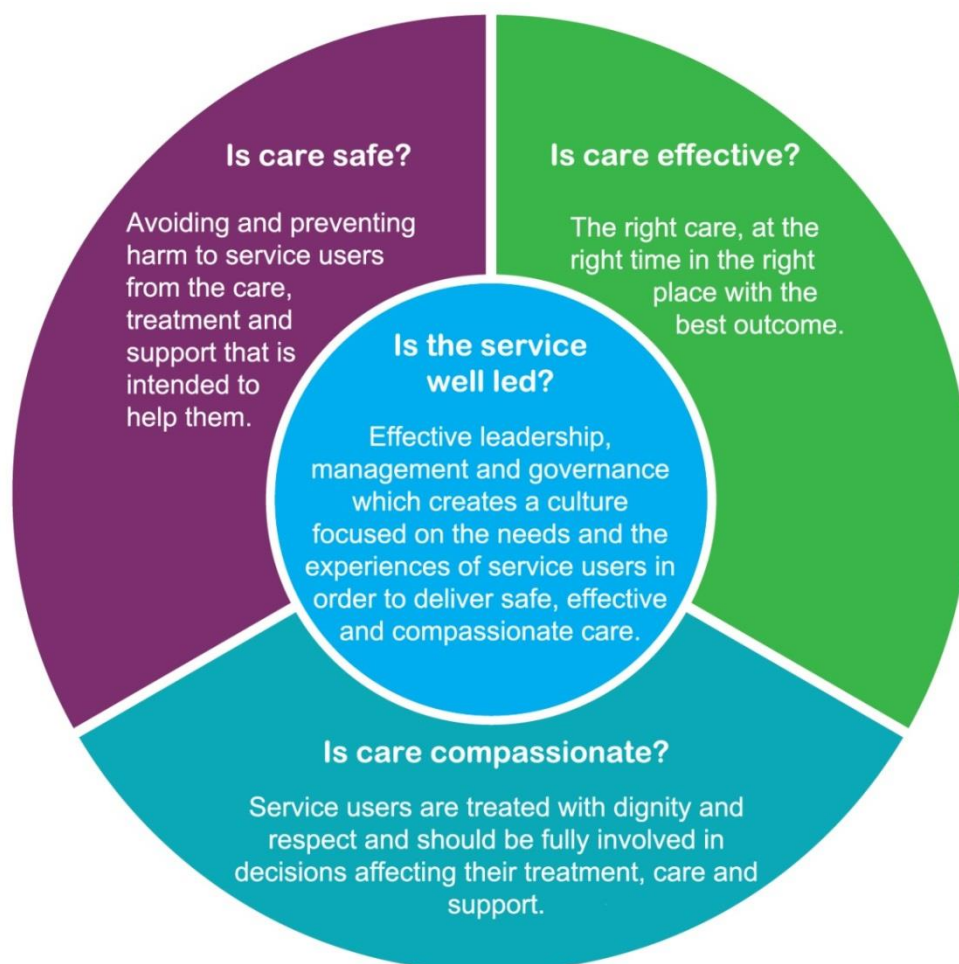 Is care safe?
Avoiding and preventing
harm to service users
from the care,
treatment and
support that is
intended to
help them.
Is care effective?
The right care, at the
right time in the right
place with the
best outcome.
Is the service
well led?
Effective leadership,
management and governance
which creates a culture
focused on the needs and the
experiences of service users in
order to deliver safe, effective
and compassionate care.
Is care compassionate?
Service users are treated with dignity and
respect and should be fully involved in
decisions affecting their treatment, care and
support.